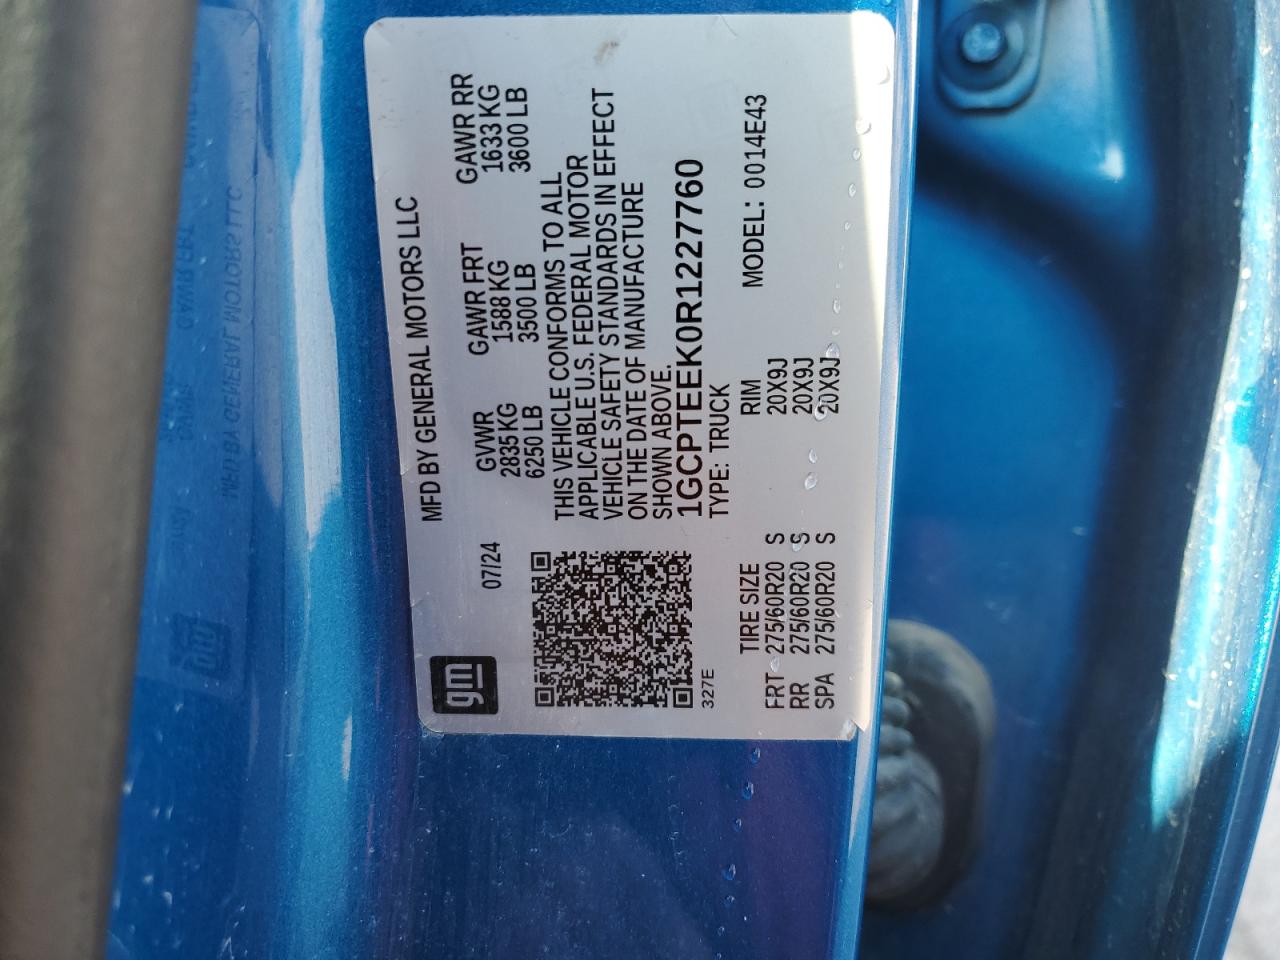 gm
MFD BY GENERAL MOTORS LLC
07/24
GVWR GAWR FRT GAWR RR
2835 KG 1588 KG 1633 KG
6250 LB 3500 LB 3600 LB
THIS VEHICLE CONFORMS TO ALL
APPLICABLE U.S. FEDERAL MOTOR
VEHICLE SAFETY STANDARDS IN EFFECT
ON THE DATE OF MANUFACTURE
SHOWN ABOVE.
1GCPTEEK0R1227760
327E TYPE: TRUCK
TIRE SIZE RIM MODEL: 0014E43
FRT 275/60R20 S 20X9J
RR 275/60R20 S 20X9J
SPA 275/60R20 S 20X9J